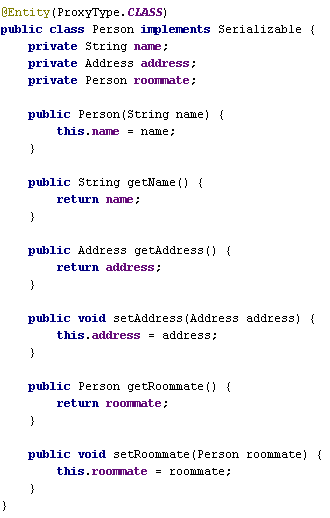 @Entity(ProxyType.CLASS)
public class Person implements Serializable {
    private String name;
    private Address address;
    private Person roommate;

    public Person(String name) {
        this.name = name;
    }

    public String getName() {
        return name;
    }

    public Address getAddress() {
        return address;
    }

    public void setAddress(Address address) {
        this.address = address;
    }

    public Person getRoommate() {
        return roommate;
    }

    public void setRoommate(Person roommate) {
        this.roommate = roommate;
    }
}